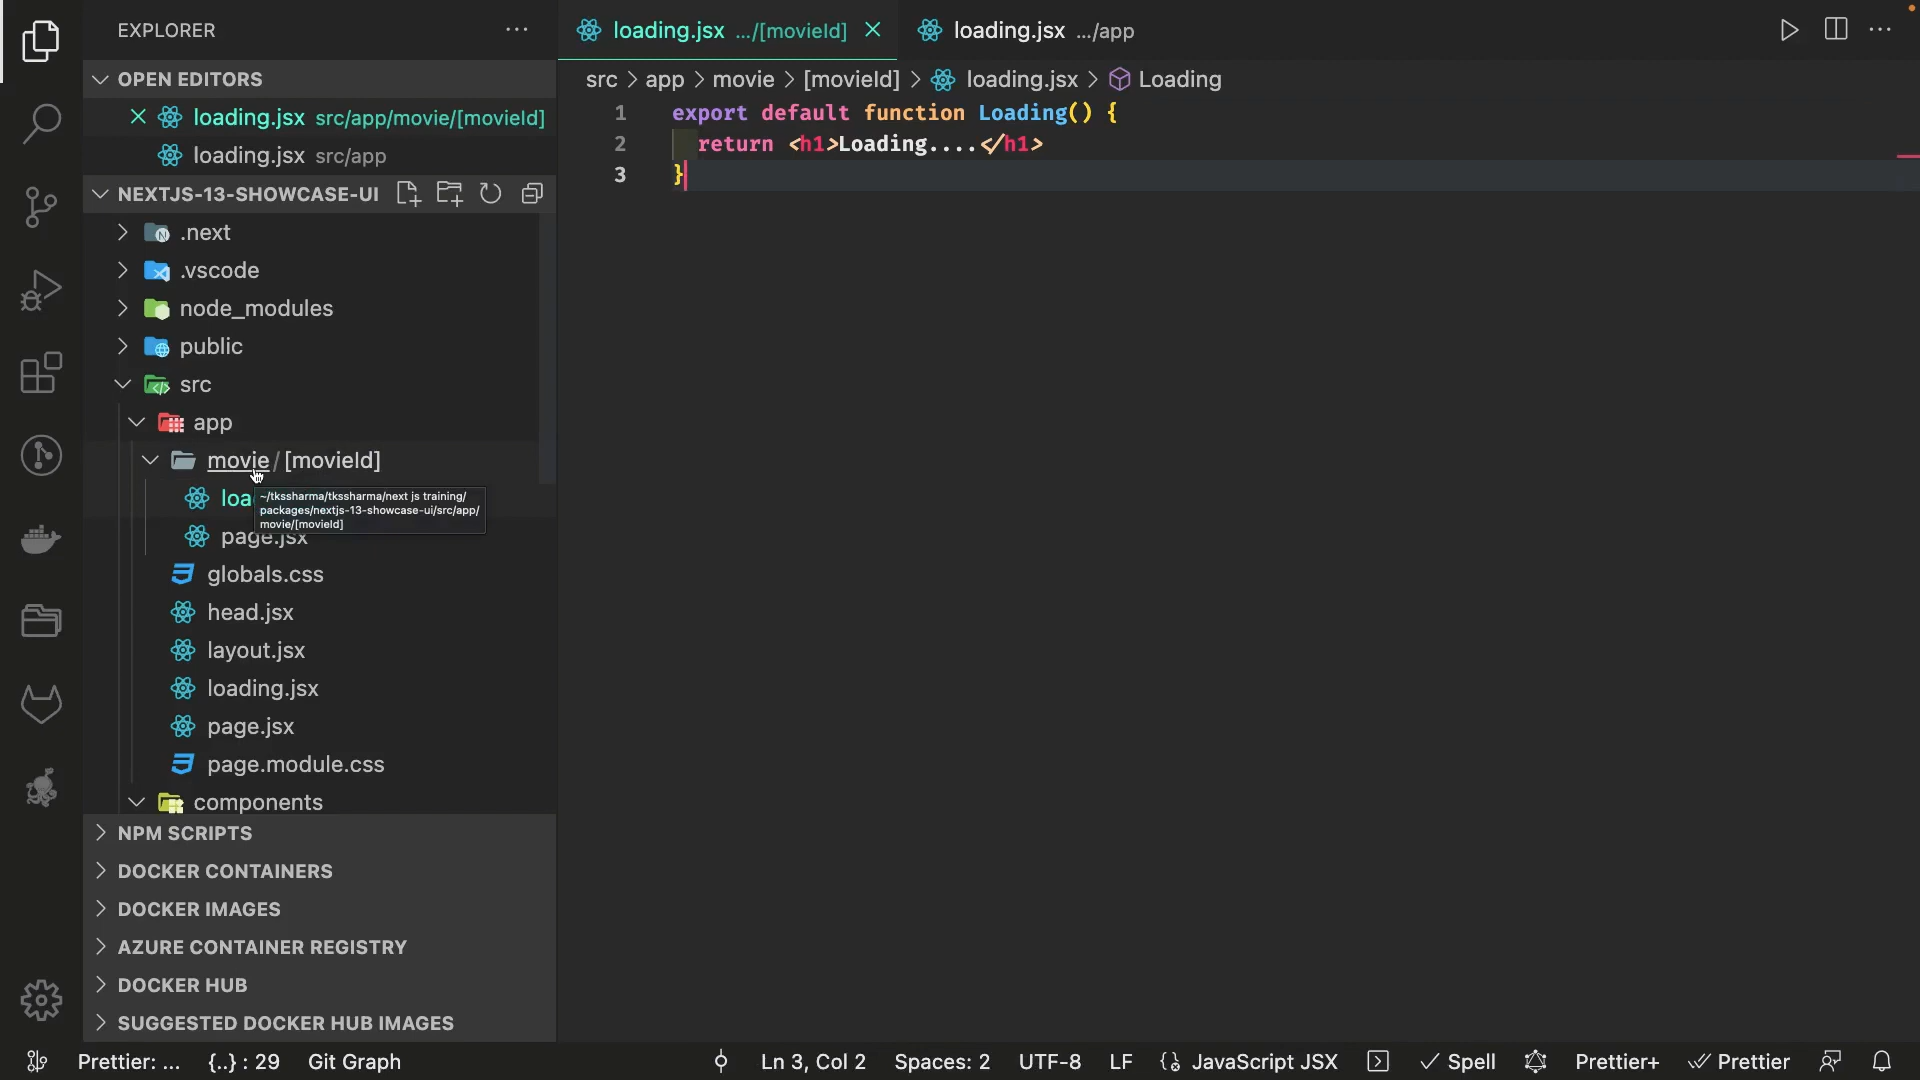 EXPLORER
OPEN EDITORS
loading.jsx src/app/movie/[movieId]
loading.jsx src/app
NEXTJS-13-SHOWCASE-UI
.next
.vscode
node_modules
public
src
app
movie / [movieId]
loa
~/tkssharma/tkssharma/next js training/
packages/nextjs-13-showcase-ui/src/app/
movie/[movieId]
page.jsx
globals.css
head.jsx
layout.jsx
loading.jsx
page.jsx
page.module.css
components
NPM SCRIPTS
DOCKER CONTAINERS
DOCKER IMAGES
AZURE CONTAINER REGISTRY
DOCKER HUB
SUGGESTED DOCKER HUB IMAGES
loading.jsx .../[movieId]
loading.jsx .../app
src > app > movie > [movieId] > loading.jsx > Loading
1 export default function Loading() {
2 return <h1>Loading....</h1>
3 }
Prettier: ... {..} : 29 Git Graph Ln 3, Col 2 Spaces: 2 UTF-8 LF JavaScript JSX Spell Prettier+ Prettier